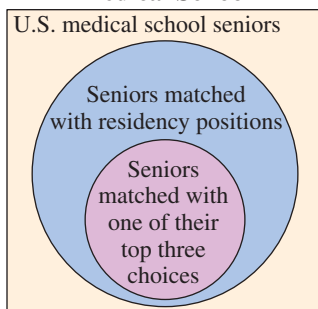 U.S. medical school seniors
Seniors matched
with residency positions
Seniors
matched with
one of their
top three
choices